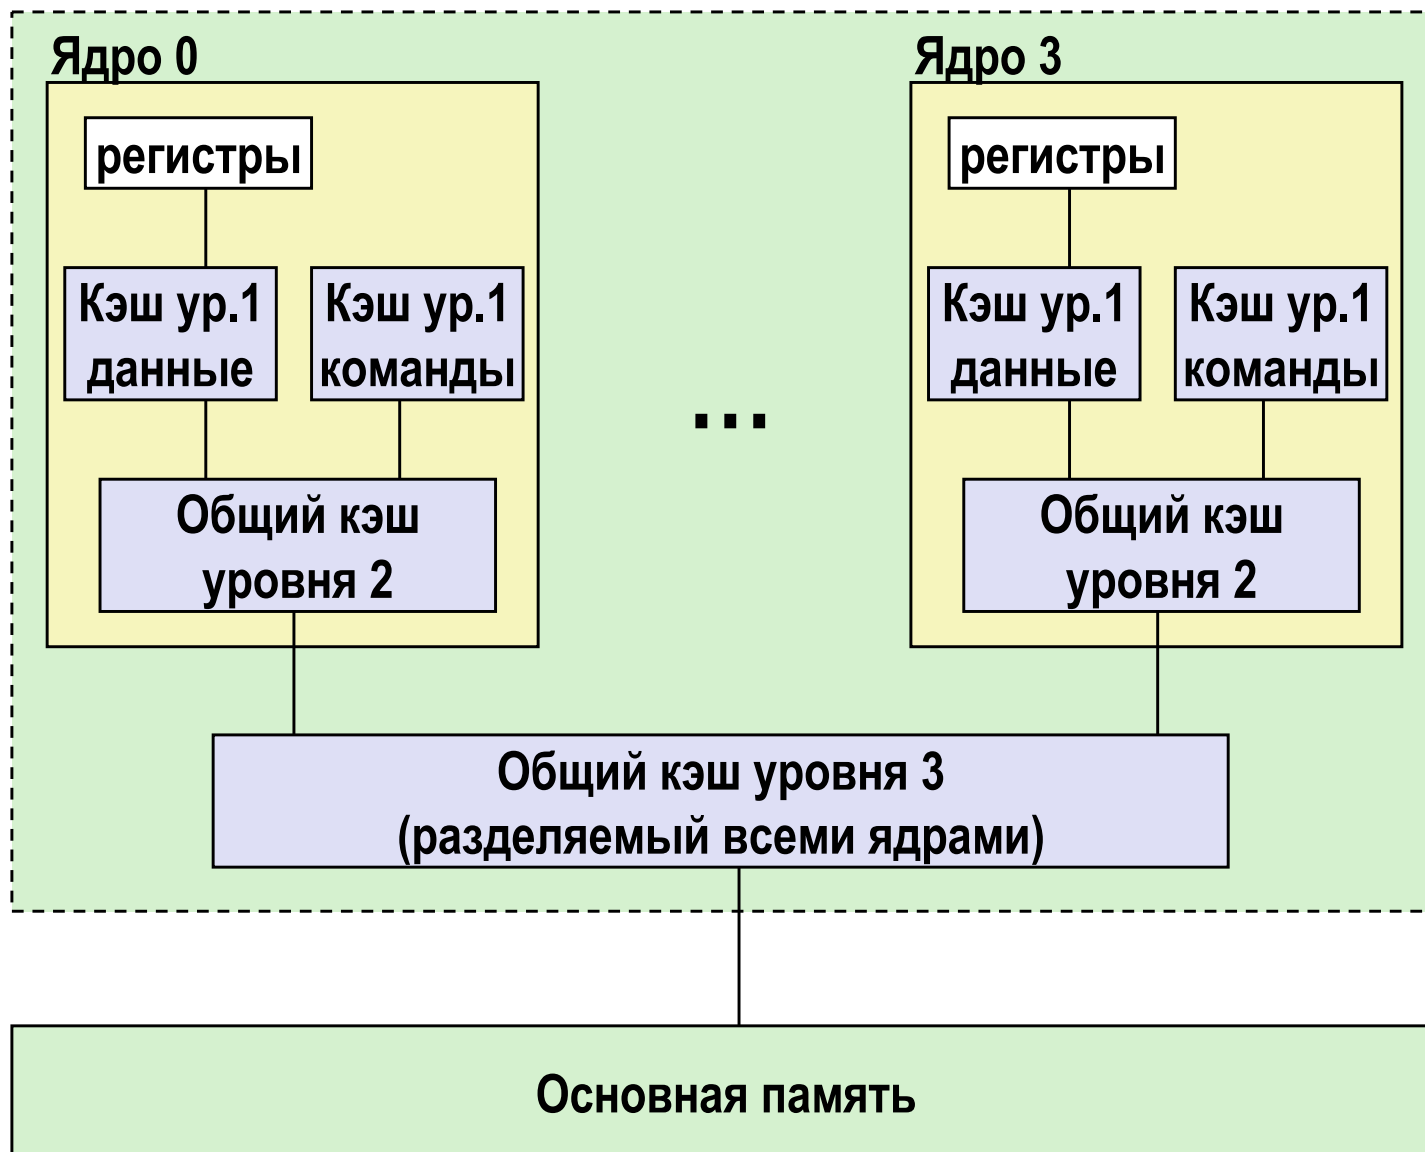 Ядро 0
регистры
Кэш ур.1
данные
Кэш ур.1
команды
Общий кэш
уровня 2
...
Ядро 3
регистры
Кэш ур.1
данные
Кэш ур.1
команды
Общий кэш
уровня 2
Общий кэш уровня 3
(разделяемый всеми ядрами)
Основная память